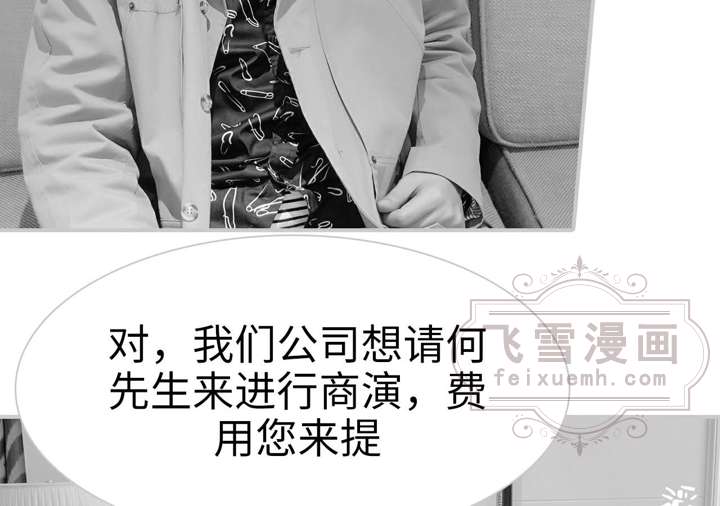 对，我们公司想请何
先生来进行商演，费
用您来提
飞雪漫画
feixuemh.com